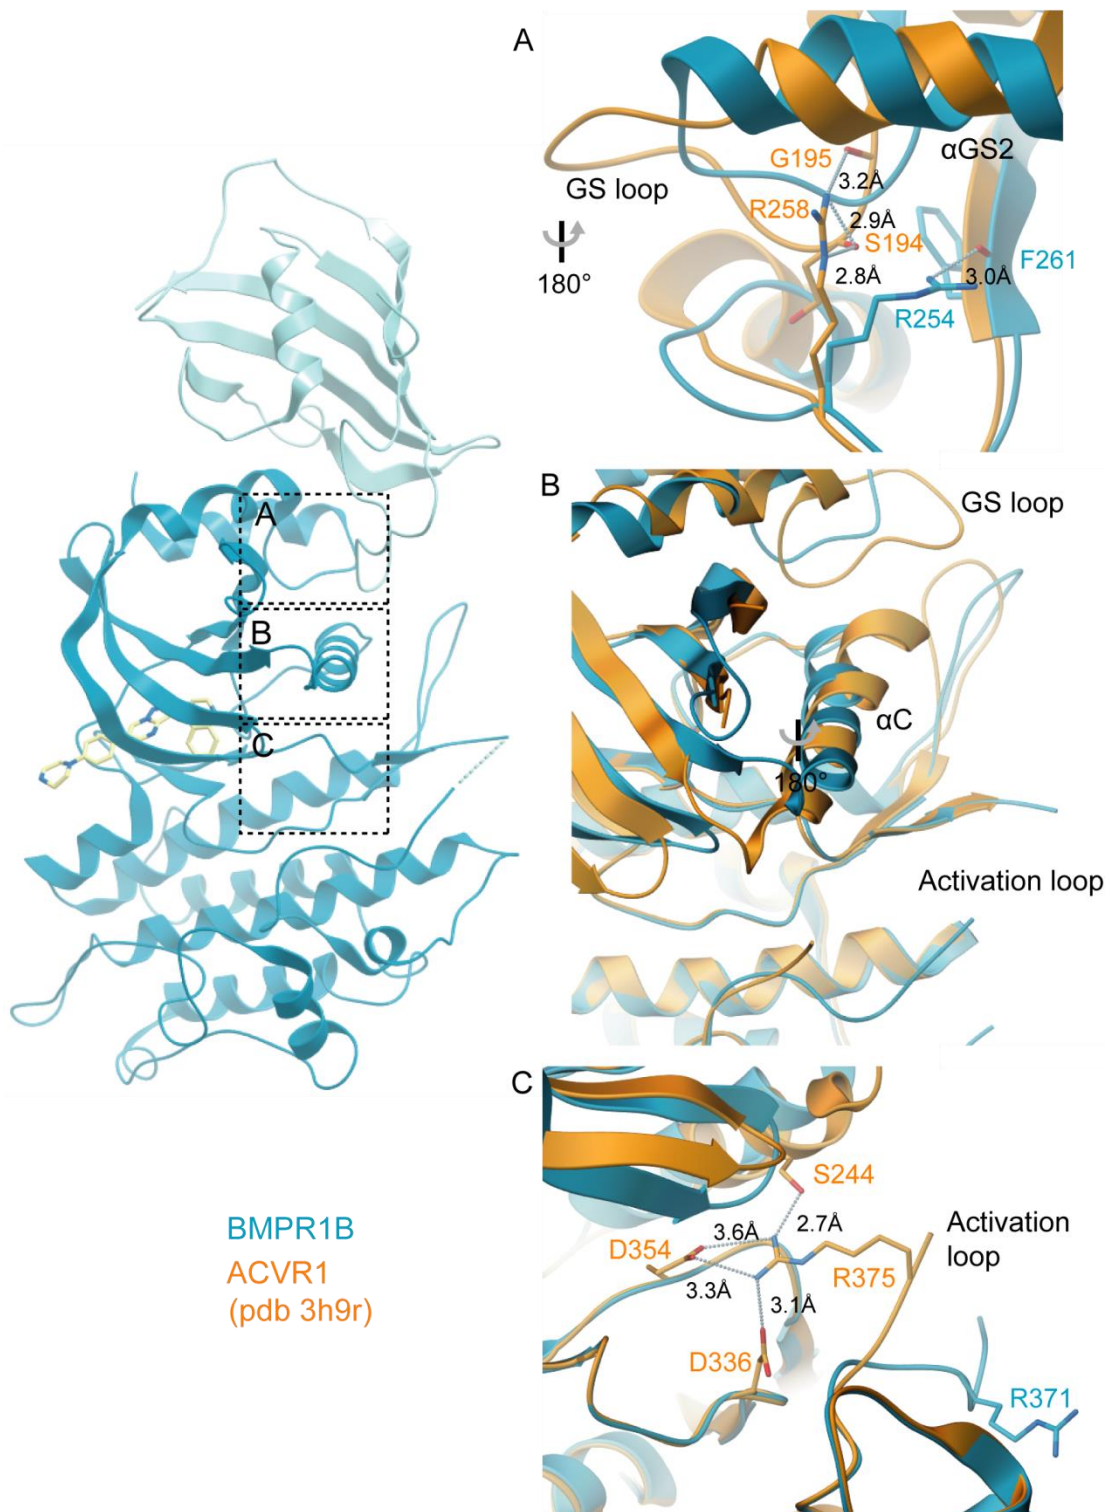 A
αGS2
G195
GS loop
3.2Å
R258
2.9Å
S194
F261
180°
2.8Å
3.0Å
R254
A
B
C
B
GS loop
αC
180°
Activation loop
C
S244
2.7Å
Activation
loop
3.6Å
D354
R375
3.3Å
3.1Å
D336
R371
BMPR1B
ACVR1
(pdb 3h9r)